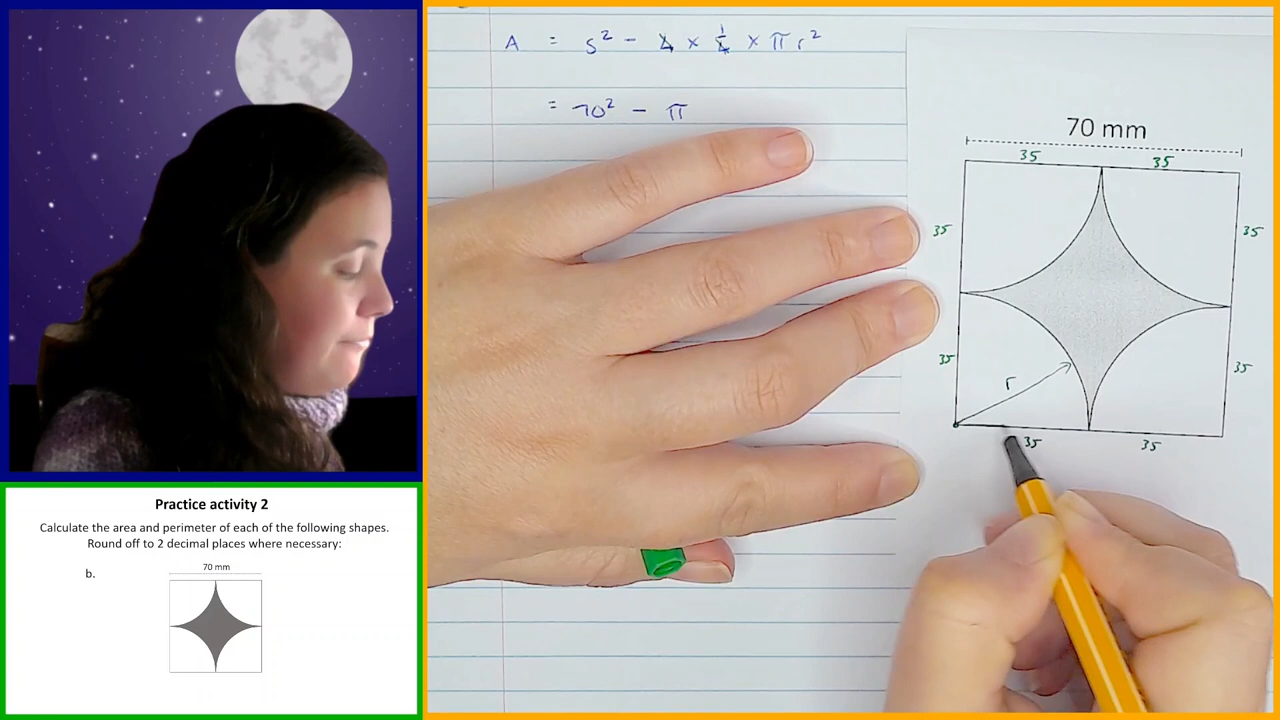 A = s² - 4 × 1/4 × πr²
= 70² - π
70 mm
35 35
35 35
r
35 35
35 35
Practice activity 2
Calculate the area and perimeter of each of the following shapes.
Round off to 2 decimal places where necessary:
b.
70 mm